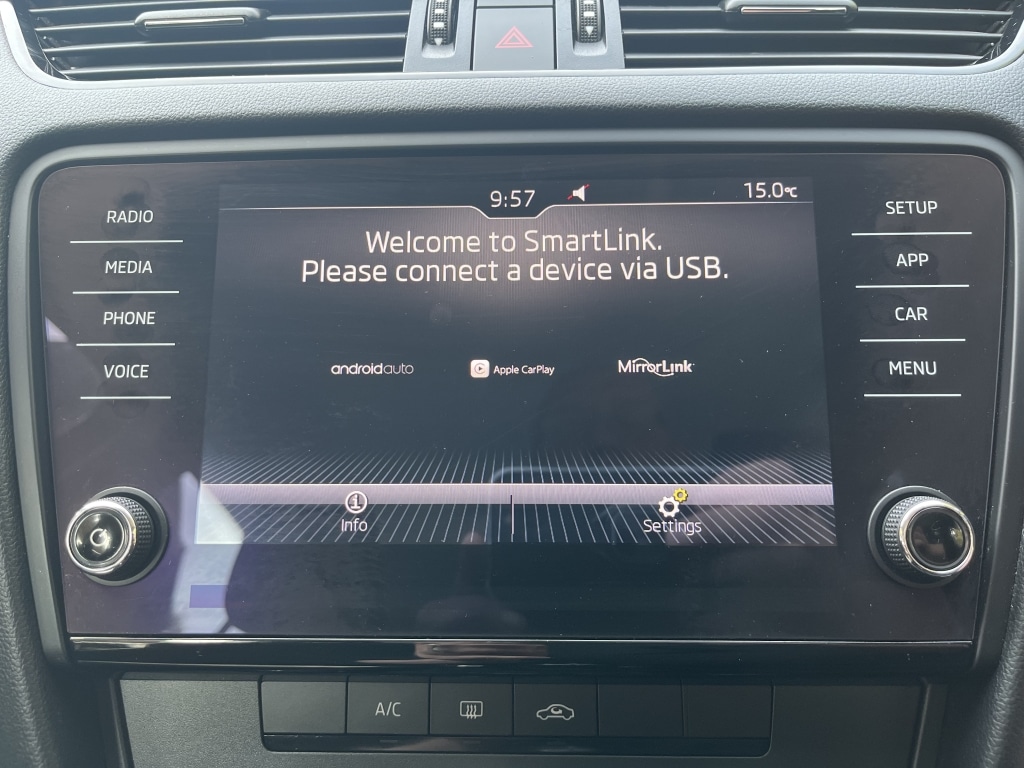 9:57
15.0°C
RADIO
MEDIA
PHONE
VOICE
Welcome to SmartLink.
Please connect a device via USB.
androidauto
Apple CarPlay
MirrorLink
Info
Settings
SETUP
APP
CAR
MENU
A/C